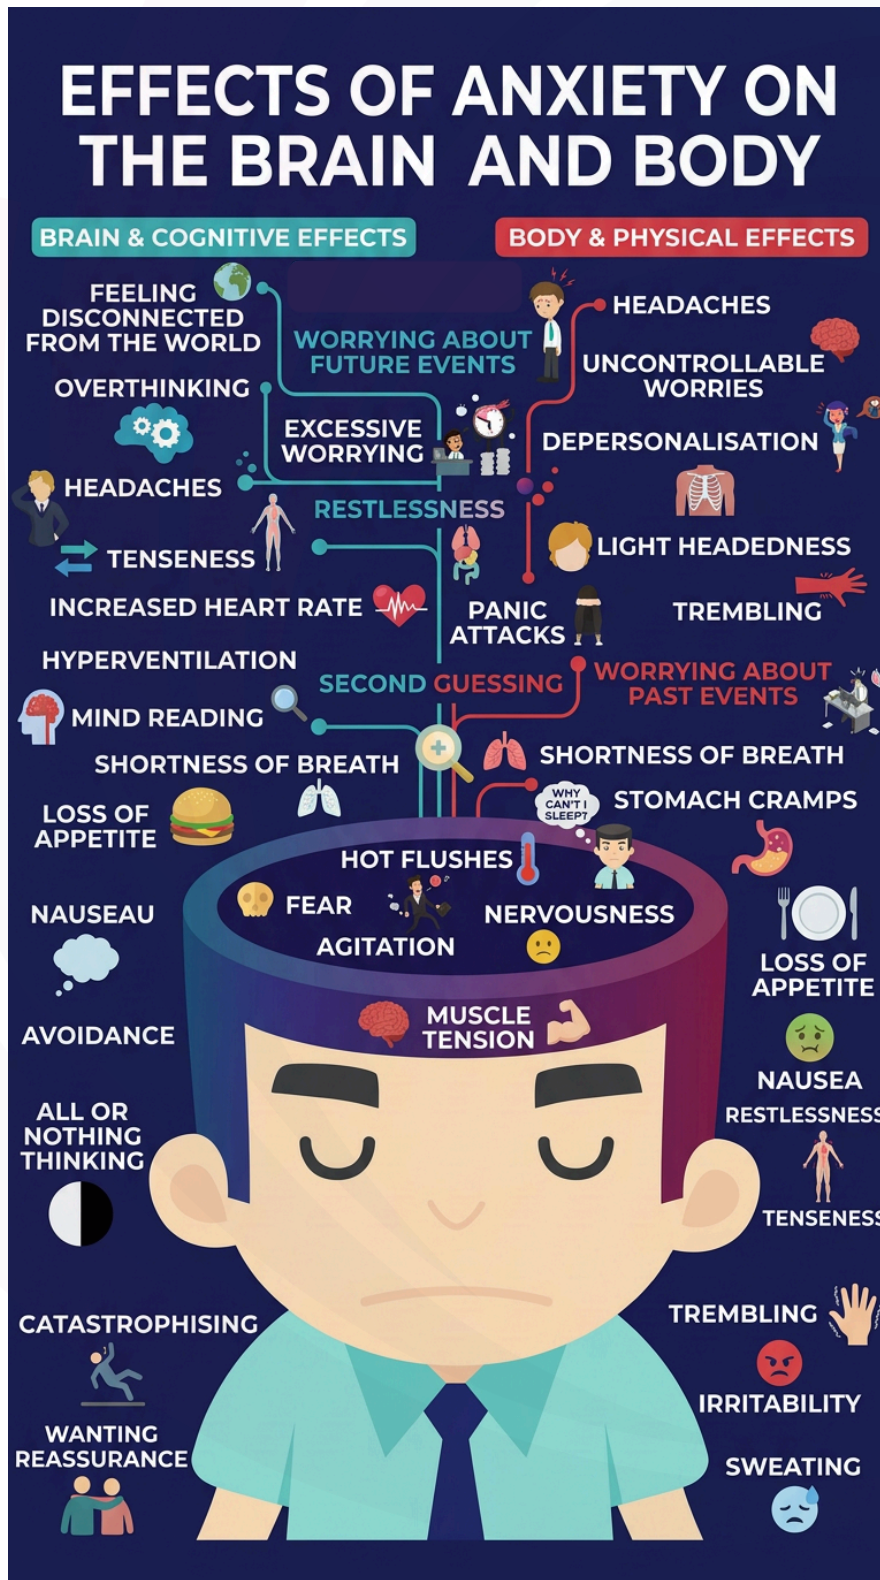 EFFECTS OF ANXIETY ON
THE BRAIN AND BODY
BRAIN & COGNITIVE EFFECTS
BODY & PHYSICAL EFFECTS
FEELING
DISCONNECTED
FROM THE WORLD
WORRYING ABOUT
FUTURE EVENTS
HEADACHES
OVERTHINKING
UNCONTROLLABLE
WORRIES
EXCESSIVE
WORRYING
DEPERSONALISATION
HEADACHES
RESTLESSNESS
TENSENESS
LIGHT HEADEDNESS
INCREASED HEART RATE
PANIC
ATTACKS
TREMBLING
HYPERVENTILATION
SECOND GUESSING
WORRYING ABOUT
PAST EVENTS
MIND READING
SHORTNESS OF BREATH
SHORTNESS OF BREATH
LOSS OF
APPETITE
WHY
CAN'T I
SLEEP?
STOMACH CRAMPS
HOT FLUSHES
FEAR
NERVOUSNESS
AGITATION
NAUSEAU
LOSS OF
APPETITE
MUSCLE
TENSION
AVOIDANCE
NAUSEA
ALL OR
NOTHING
THINKING
RESTLESSNESS
TENSENESS
CATASTROPHISING
TREMBLING
IRRITABILITY
WANTING
REASSURANCE
SWEATING